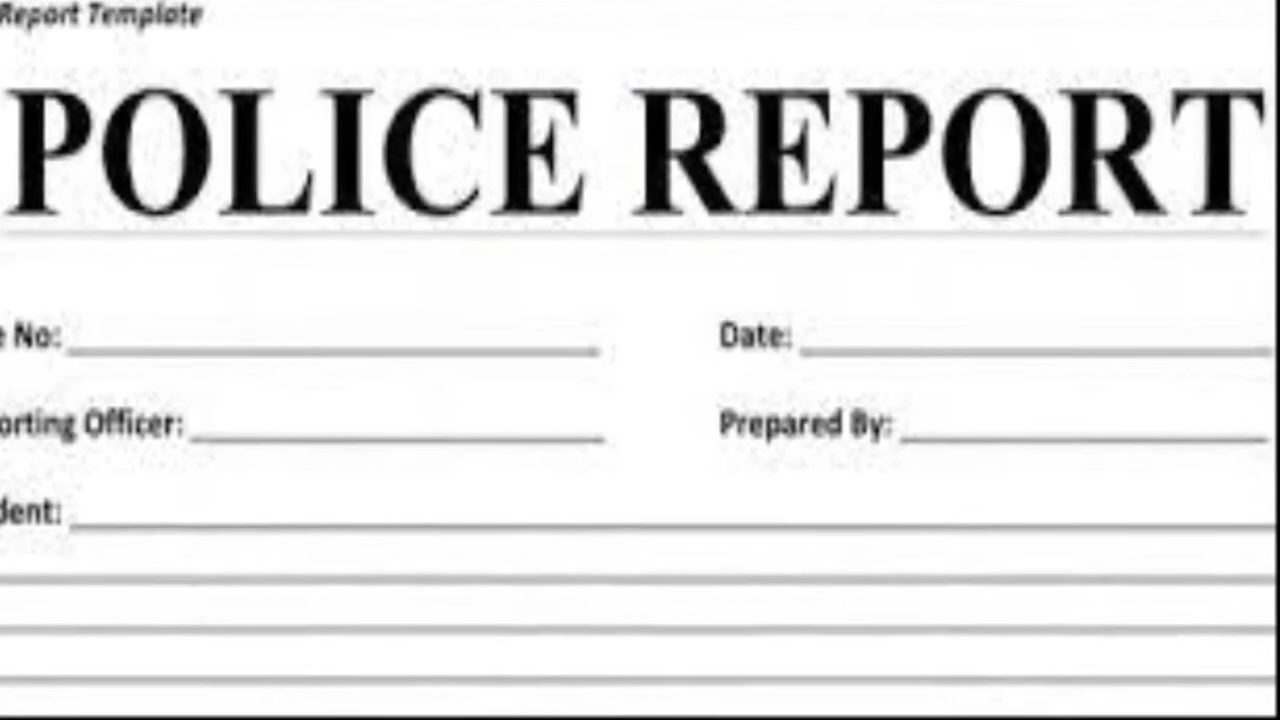 Report Template
POLICE REPORT
e No: Date:
orting Officer: Prepared By:
dent: